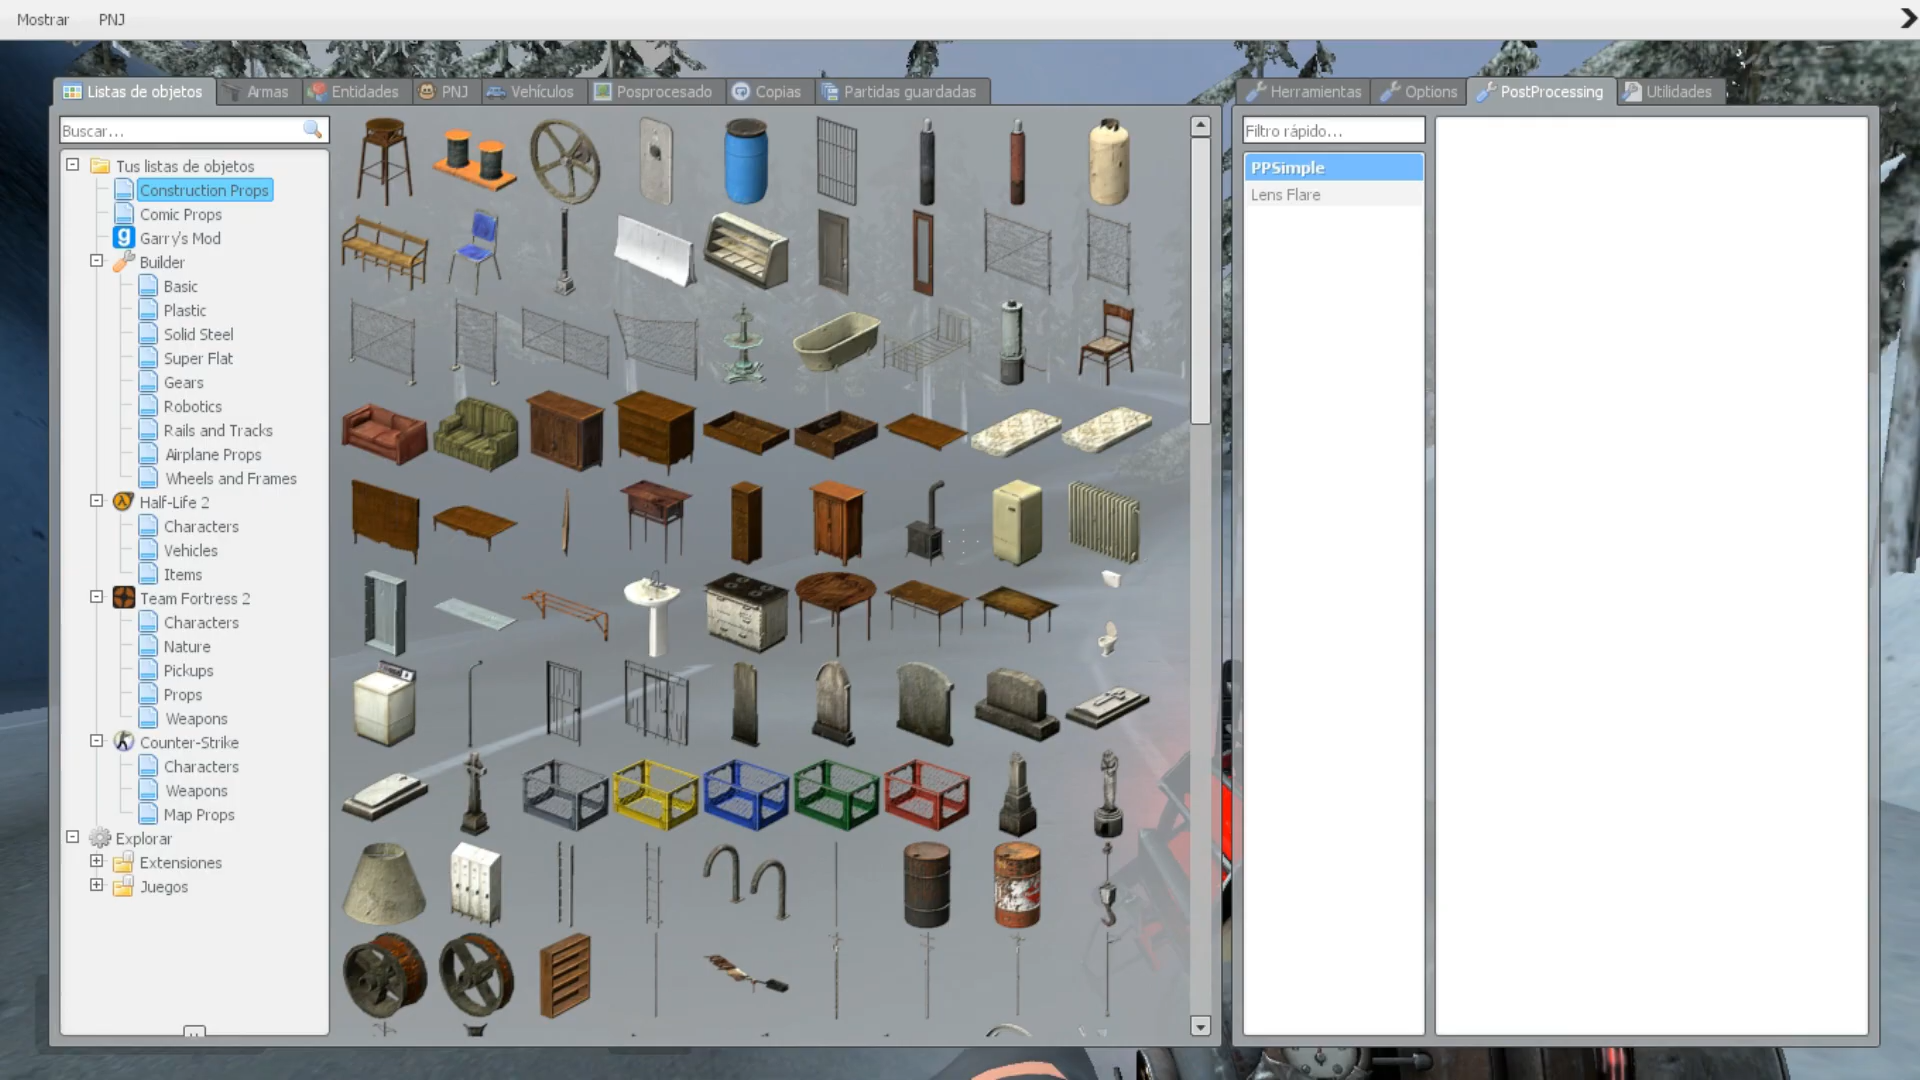 Mostrar PNJ
Listas de objetos Armas Entidades PNJ Vehículos Posprocesado Copias Partidas guardadas
Herramientas Options PostProcessing Utilidades
Buscar...
Filtro rápido...
Tus listas de objetos
PPSimple
Construction Props
Lens Flare
Comic Props
Garry's Mod
Builder
Basic
Plastic
Solid Steel
Super Flat
Gears
Robotics
Rails and Tracks
Airplane Props
Wheels and Frames
Half-Life 2
Characters
Vehicles
Items
Team Fortress 2
Characters
Nature
Pickups
Props
Weapons
Counter-Strike
Characters
Weapons
Map Props
Explorar
Extensiones
Juegos